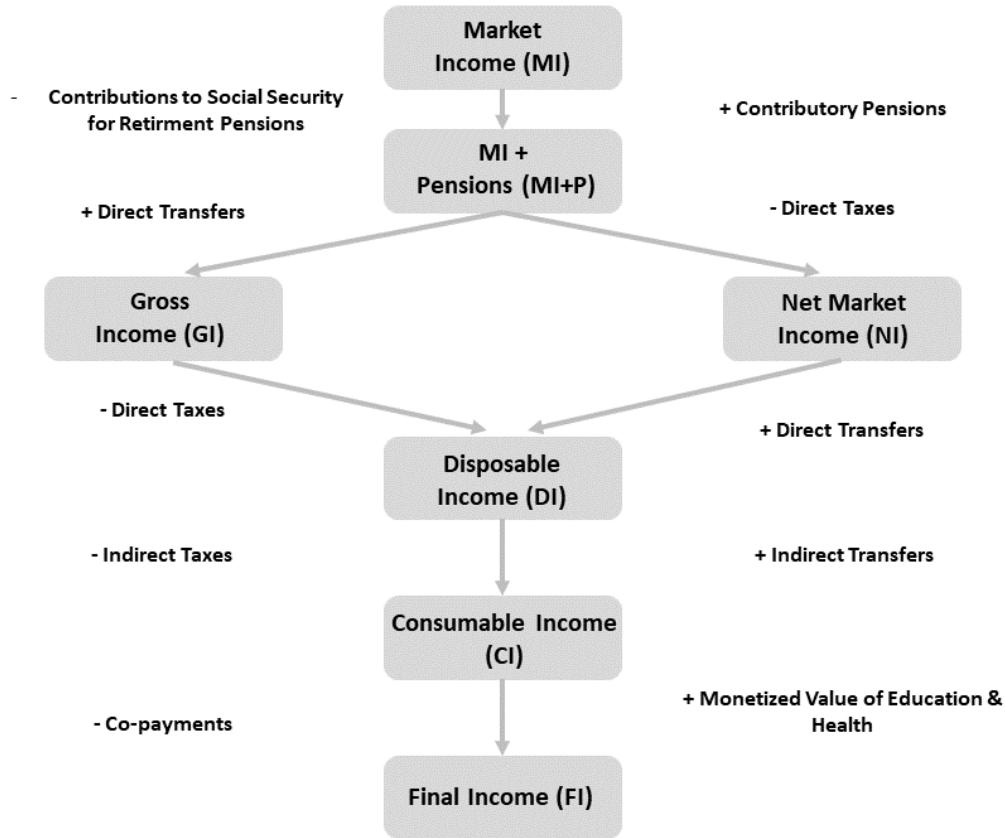 Market
Income (MI)
- Contributions to Social Security
for Retirment Pensions
+ Contributory Pensions
MI +
Pensions (MI+P)
+ Direct Transfers
- Direct Taxes
Gross
Income (GI)
Net Market
Income (NI)
- Direct Taxes
+ Direct Transfers
Disposable
Income (DI)
- Indirect Taxes
+ Indirect Transfers
Consumable Income
(CI)
- Co-payments
+ Monetized Value of Education &
Health
Final Income (FI)